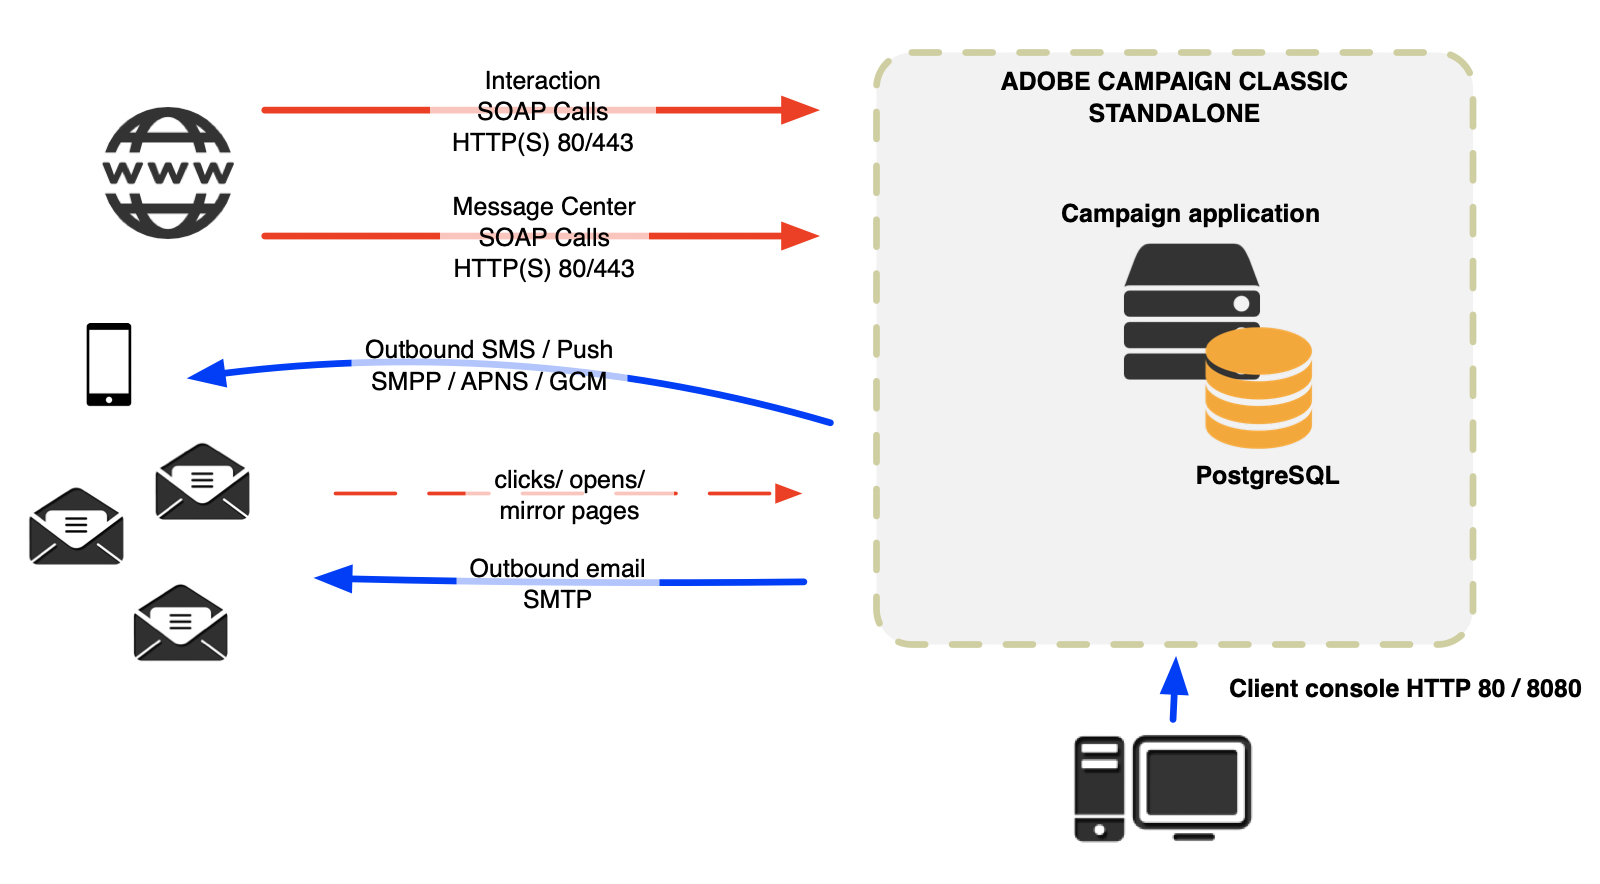 Interaction
SOAP Calls
HTTP(S) 80/443
WWW
Message Center
SOAP Calls
HTTP(S) 80/443
Outbound SMS / Push
SMPP / APNS / GCM
clicks/ opens/
mirror pages
Outbound email
SMTP
ADOBE CAMPAIGN CLASSIC
STANDALONE
Campaign application
PostgreSQL
Client console HTTP 80 / 8080